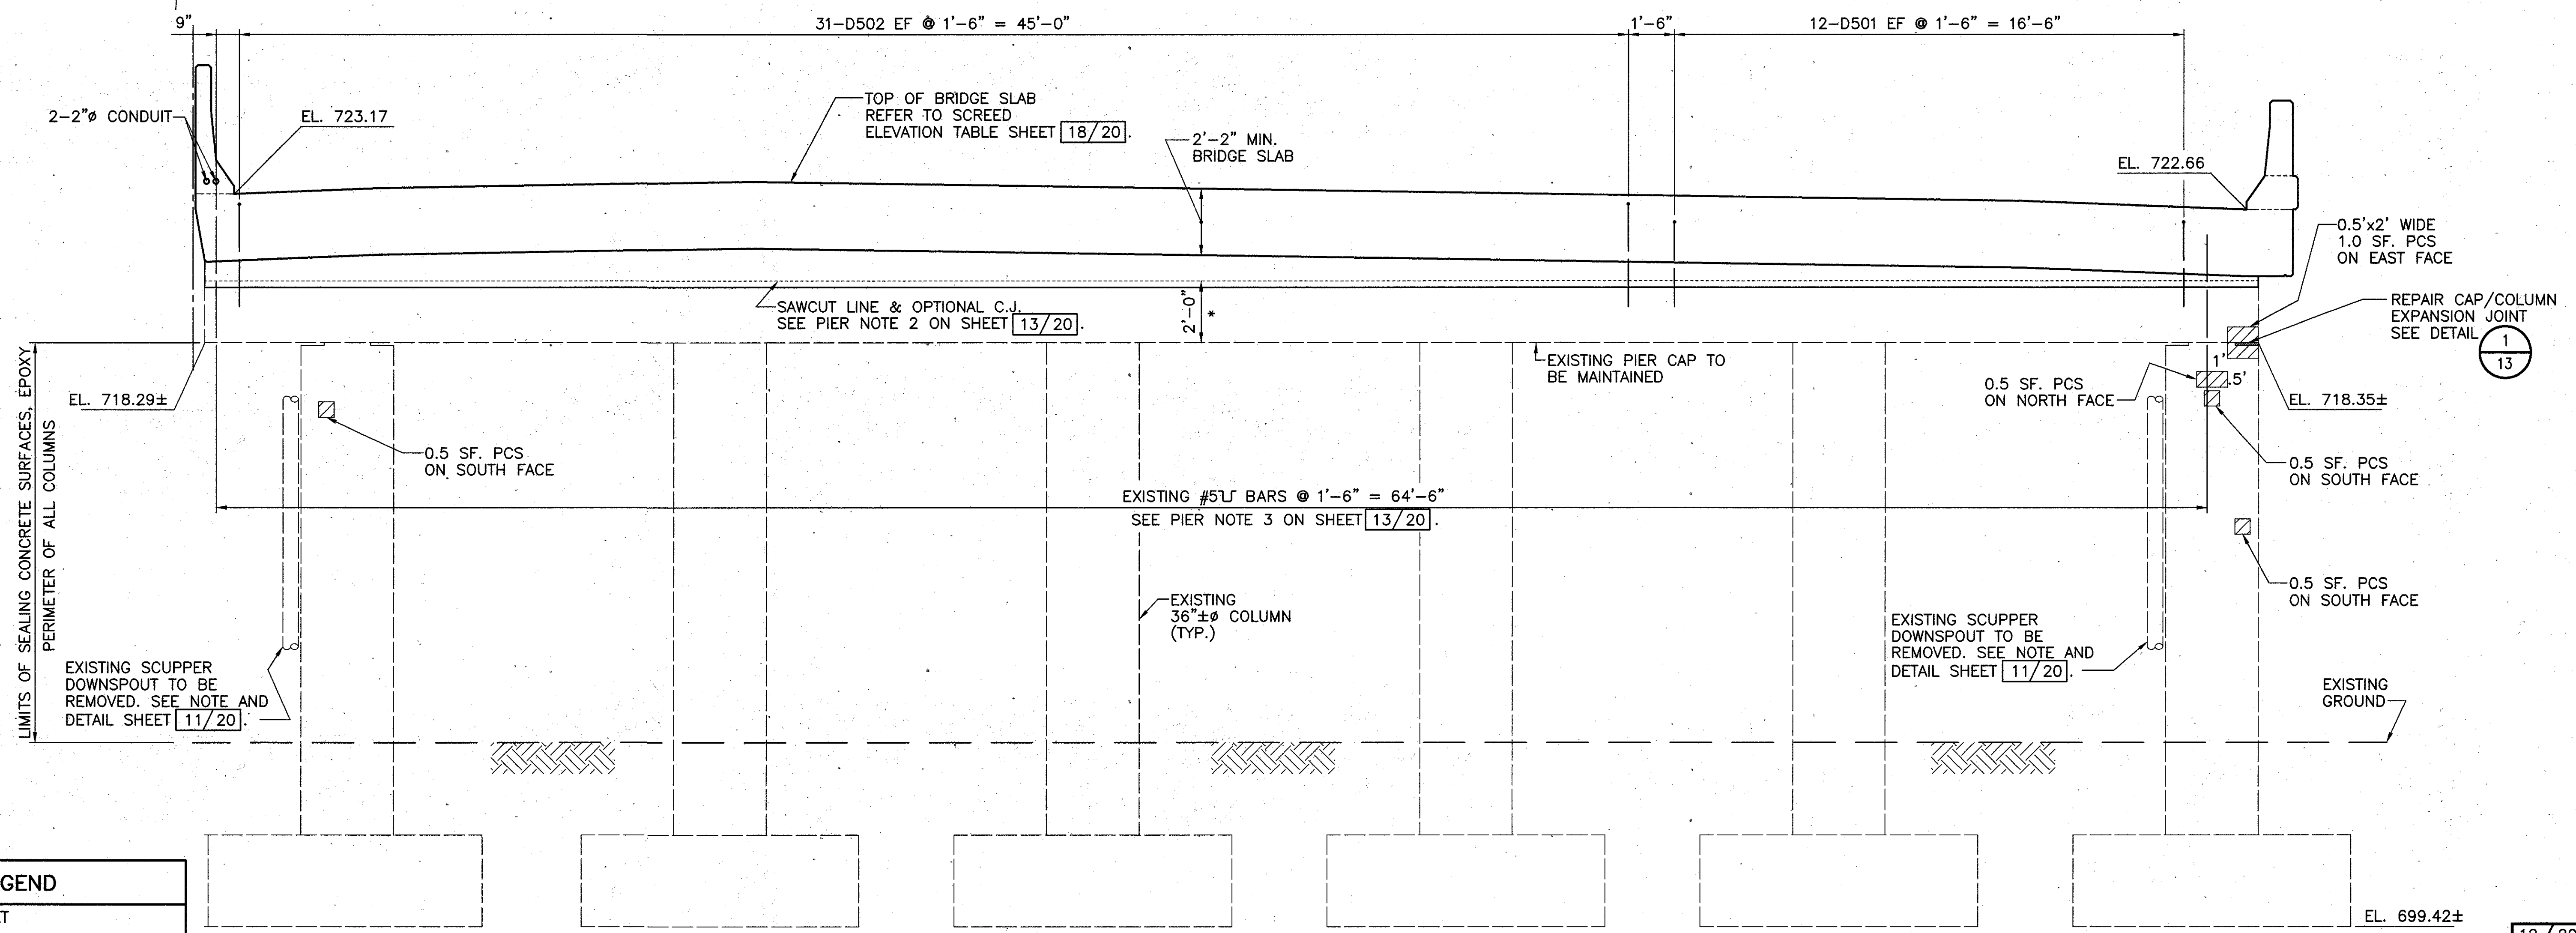 9"
31-D502 EF @ 1'-6" = 45'-0"
1'-6"
12-D501 EF @ 1'-6" = 16'-6"
2-2"ø CONDUIT
EL. 723.17
TOP OF BRIDGE SLAB
REFER TO SCREED
ELEVATION TABLE SHEET 18/20.
2'-2" MIN.
BRIDGE SLAB
EL. 722.66
0.5'x2' WIDE
1.0 SF. PCS
ON EAST FACE
SAWCUT LINE & OPTIONAL C.J.
SEE PIER NOTE 2 ON SHEET 13/20.
2'-0"
*
REPAIR CAP/COLUMN
EXPANSION JOINT
SEE DETAIL
1
13
EXISTING PIER CAP TO
BE MAINTAINED
1'
.5'
0.5 SF. PCS
ON NORTH FACE
EL. 718.29±
EL. 718.35±
LIMITS OF SEALING CONCRETE SURFACES, EPOXY
PERIMETER OF ALL COLUMNS
0.5 SF. PCS
ON SOUTH FACE
0.5 SF. PCS
ON SOUTH FACE
EXISTING #5 BARS @ 1'-6" = 64'-6"
SEE PIER NOTE 3 ON SHEET 13/20.
0.5 SF. PCS
ON SOUTH FACE
EXISTING
36"±ø COLUMN
(TYP.)
EXISTING SCUPPER
DOWNSPOUT TO BE
REMOVED. SEE NOTE AND
DETAIL SHEET 11/20.
EXISTING SCUPPER
DOWNSPOUT TO BE
REMOVED. SEE NOTE AND
DETAIL SHEET 11/20.
EXISTING
GROUND
GEND
EL. 699.42±